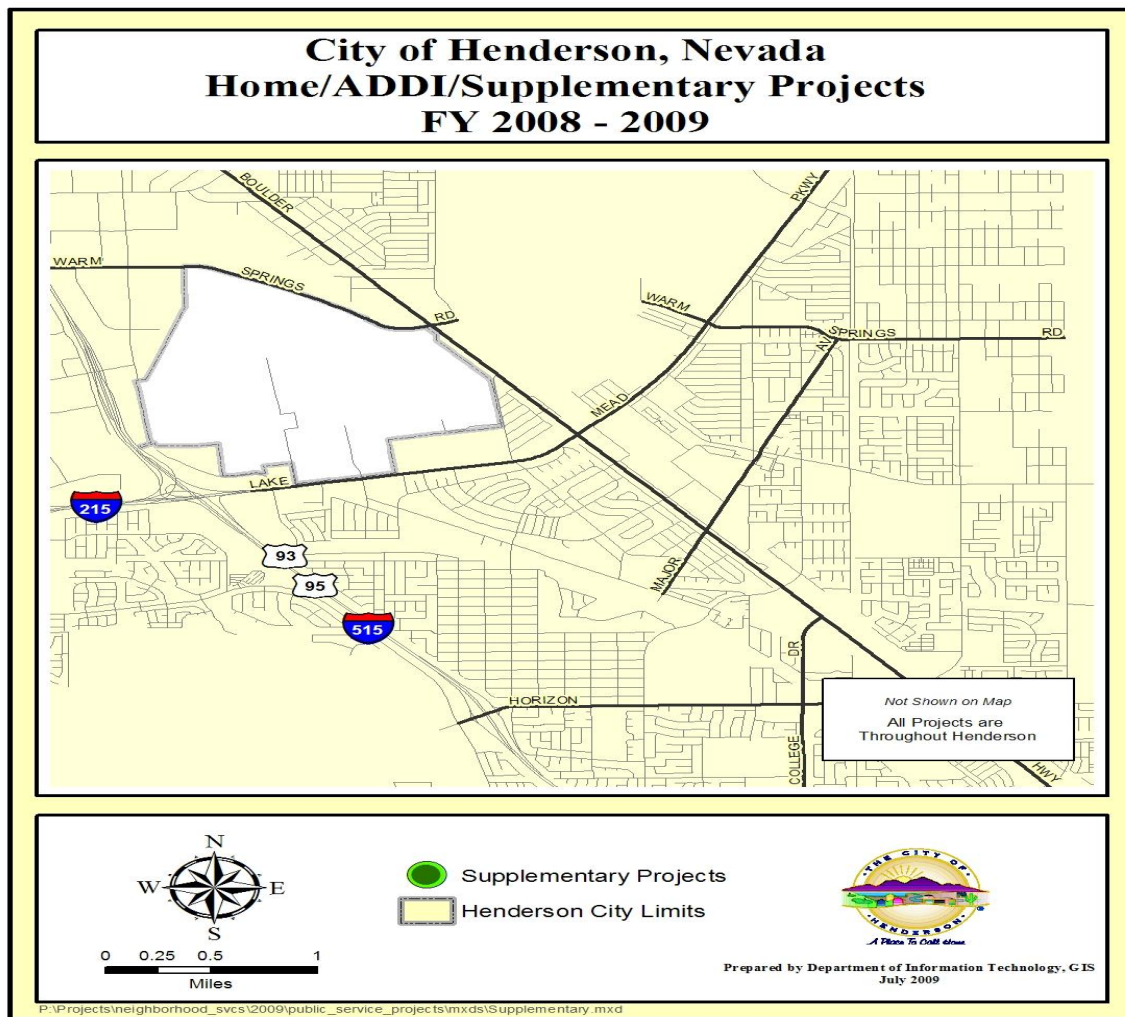 City of Henderson, Nevada
Home/ADDI/Supplementary Projects
FY 2008 - 2009
BOULDER
PKWY
WARM
SPRINGS
RD
WARM
SPRINGS
RD
AV
MEAD
LAKE
215
93
95
515
MAJOR
DR
HORIZON
COLLEGE
HWY
Not Shown on Map
All Projects are
Throughout Henderson
N
W
E
S
0 0.25 0.5 1
Miles
Supplementary Projects
Henderson City Limits
THE CITY OF
HENDERSON
A Place To Call Home
Prepared by Department of Information Technology, GIS
July 2009
P:\Projects\neighborhood_svcs\2009\public_service_projects\mxds\Supplementary.mxd